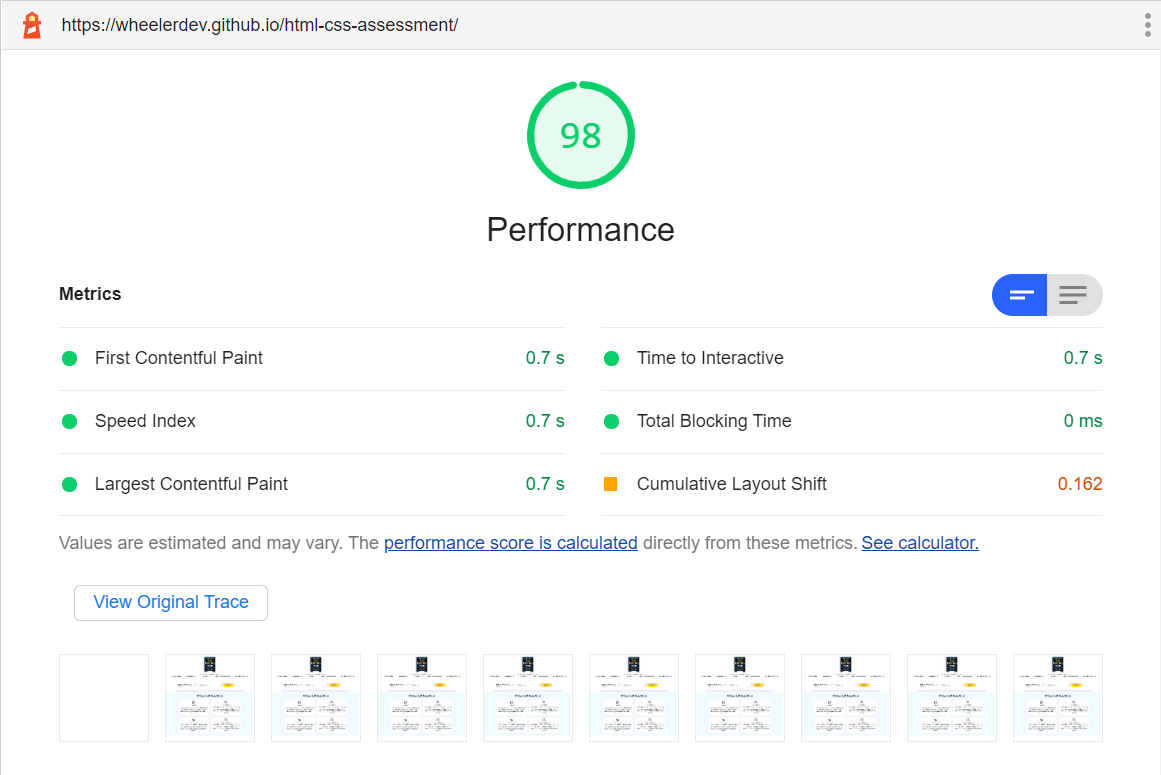 https://wheelerdev.github.io/html-css-assessment/
98
Performance
Metrics
First Contentful Paint 0.7 s
Time to Interactive 0.7 s
Speed Index 0.7 s
Total Blocking Time 0 ms
Largest Contentful Paint 0.7 s
Cumulative Layout Shift 0.162
Values are estimated and may vary. The performance score is calculated directly from these metrics. See calculator.
View Original Trace